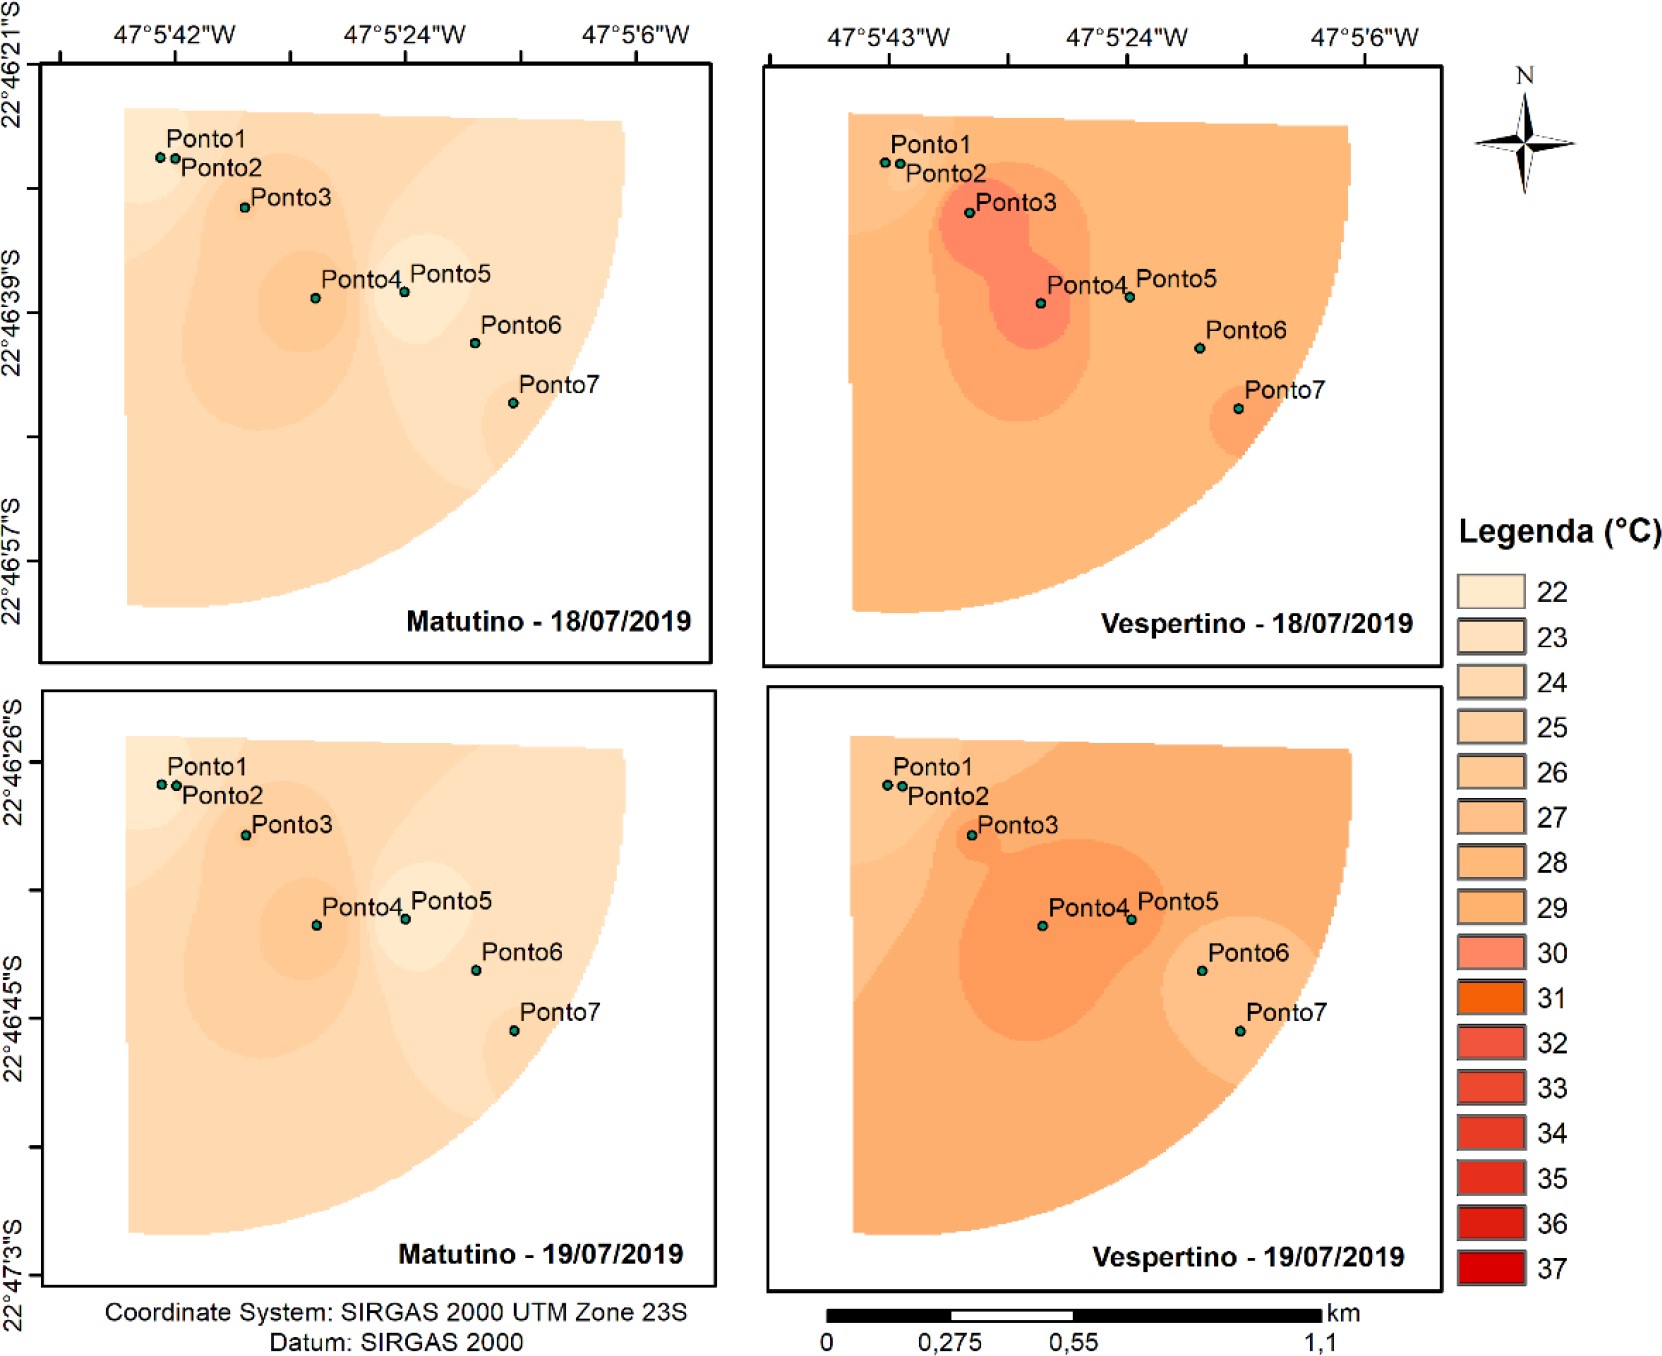 47°5'42"W 47°5'24"W 47°5'6"W
47°5'43"W 47°5'24"W 47°5'6"W
N
22°46'21"S
22°46'39"S
22°46'57"S
Ponto1
Ponto2
Ponto3
Ponto4
Ponto5
Ponto6
Ponto7
Matutino - 18/07/2019
Ponto1
Ponto2
Ponto3
Ponto4
Ponto5
Ponto6
Ponto7
Vespertino - 18/07/2019
22°46'26"S
22°46'45"S
22°47'3"S
Ponto1
Ponto2
Ponto3
Ponto4
Ponto5
Ponto6
Ponto7
Matutino - 19/07/2019
Ponto1
Ponto2
Ponto3
Ponto4
Ponto5
Ponto6
Ponto7
Vespertino - 19/07/2019
Legenda (°C)
22
23
24
25
26
27
28
29
30
31
32
33
34
35
36
37
Coordinate System: SIRGAS 2000 UTM Zone 23S
Datum: SIRGAS 2000
km
0 0,275 0,55 1,1